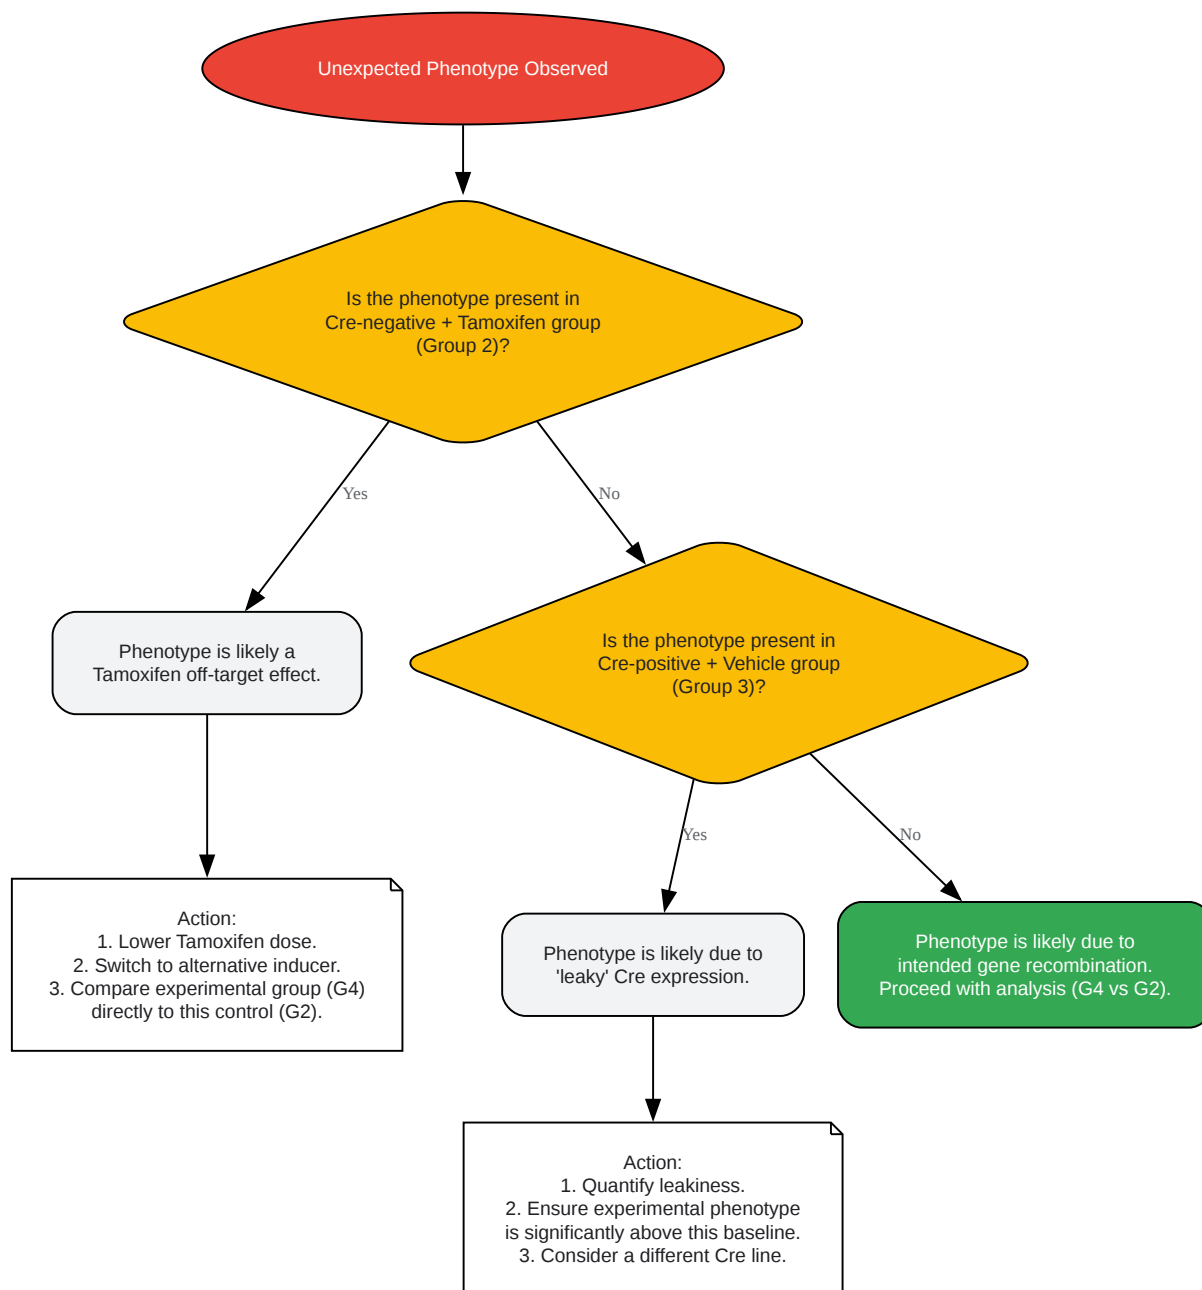 Unexpected Phenotype Observed
Is the phenotype present in
Cre-negative + Tamoxifen group
(Group 2)?
Yes
No
Phenotype is likely a
Tamoxifen off-target effect.
Is the phenotype present in
Cre-positive + Vehicle group
(Group 3)?
Yes
No
Action:
1. Lower Tamoxifen dose.
2. Switch to alternative inducer.
3. Compare experimental group (G4)
directly to this control (G2).
Phenotype is likely due to
'leaky' Cre expression.
Phenotype is likely due to
intended gene recombination.
Proceed with analysis (G4 vs G2).
Action:
1. Quantify leakiness.
2. Ensure experimental phenotype
is significantly above this baseline.
3. Consider a different Cre line.